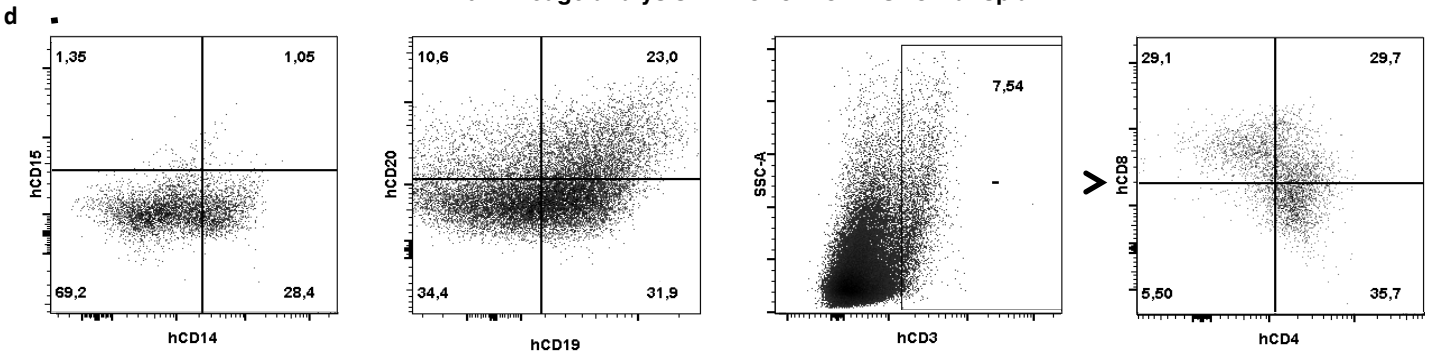 d
1,35 1,05
69,2 28,4
hCD15
hCD14
10,6 23,0
34,4 31,9
hCD20
hCD19
7,54
-
SSC-A
hCD3
>
29,1 29,7
5,50 35,7
hCD8
hCD4